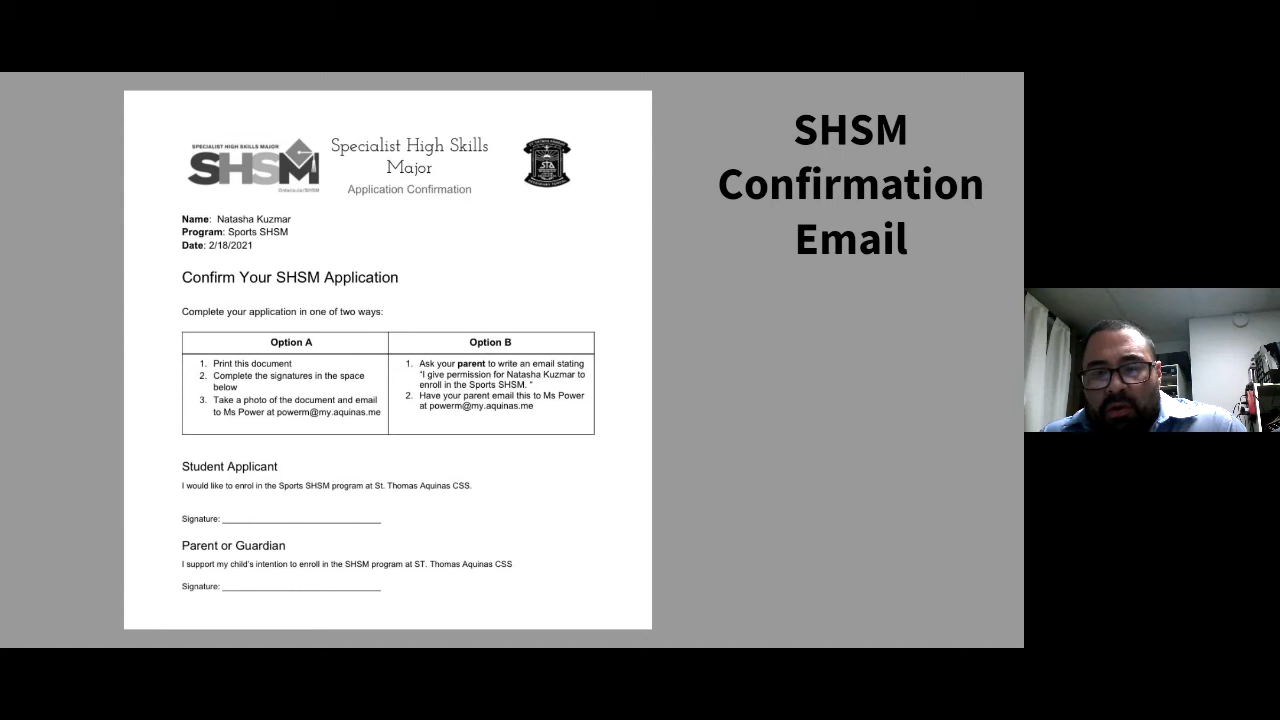 SPECIALIST HIGH SKILLS MAJOR
SHSM
Ontario.ca/SHSM
Specialist High Skills
Major
Application Confirmation
Name: Natasha Kuzmar
Program: Sports SHSM
Date: 2/18/2021
Confirm Your SHSM Application
Complete your application in one of two ways:
Option A
1. Print this document
2. Complete the signatures in the space
below
3. Take a photo of the document and email
to Ms Power at powerm@my.aquinas.me
Option B
1. Ask your parent to write an email stating
"I give permission for Natasha Kuzmar to
enroll in the Sports SHSM. "
2. Have your parent email this to Ms Power
at powerm@my.aquinas.me
Student Applicant
I would like to enrol in the Sports SHSM program at St. Thomas Aquinas CSS.
Signature: ________________________________
Parent or Guardian
I support my child's intention to enroll in the SHSM program at ST. Thomas Aquinas CSS
Signature: ________________________________
SHSM
Confirmation
Email